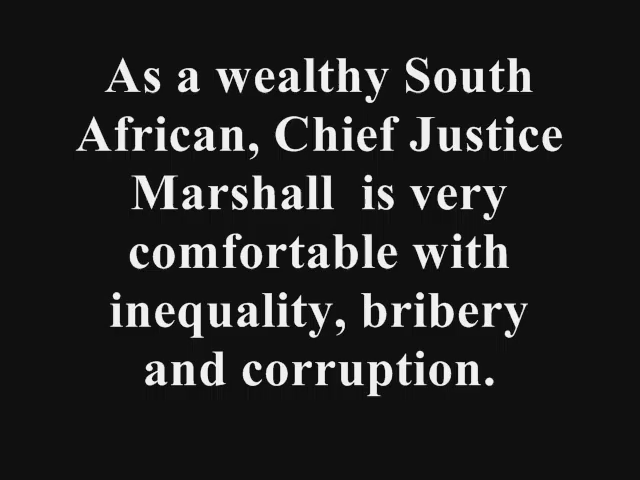 As a wealthy South
African, Chief Justice
Marshall is very
comfortable with
inequality, bribery
and corruption.